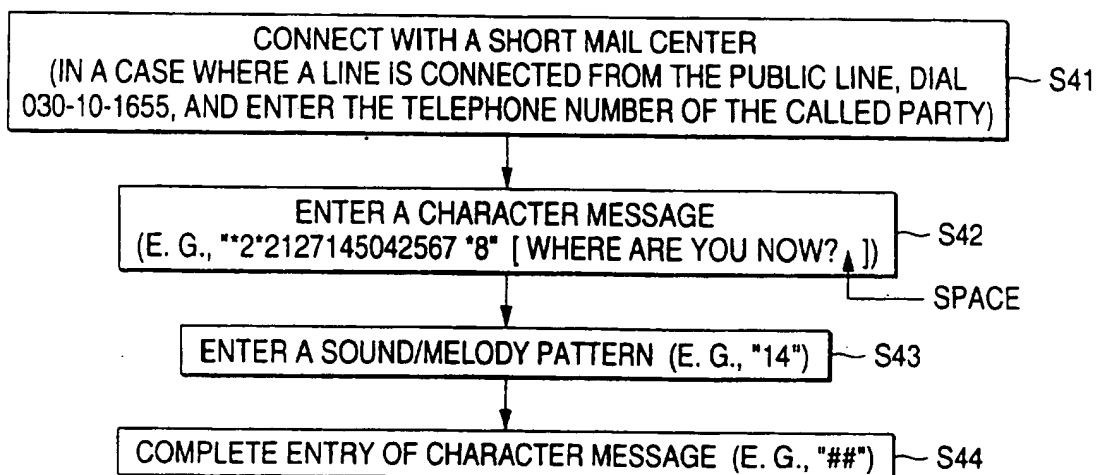 CONNECT WITH A SHORT MAIL CENTER
(IN A CASE WHERE A LINE IS CONNECTED FROM THE PUBLIC LINE, DIAL
030-10-1655, AND ENTER THE TELEPHONE NUMBER OF THE CALLED PARTY)
S41
ENTER A CHARACTER MESSAGE
(E. G., "*2*2127145042567 *8" [ WHERE ARE YOU NOW? ])
S42
SPACE
ENTER A SOUND/MELODY PATTERN (E. G., "14")
S43
COMPLETE ENTRY OF CHARACTER MESSAGE (E. G., "##")
S44